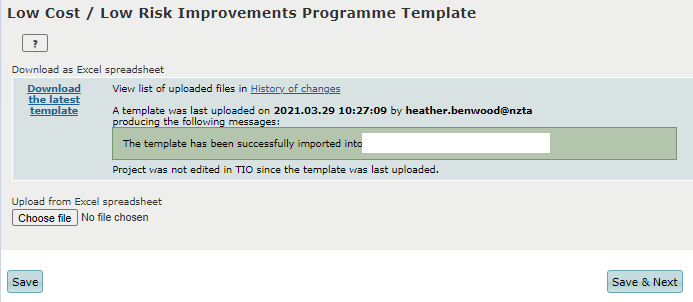 Low Cost / Low Risk Improvements Programme Template
?
Download as Excel spreadsheet
Download
the latest
template
View list of uploaded files in History of changes
A template was last uploaded on 2021.03.29 10:27:09 by heather.benwood@nzta
producing the following messages:
The template has been successfully imported into
Project was not edited in TIO since the template was last uploaded.
Upload from Excel spreadsheet
Choose file No file chosen
Save
Save & Next